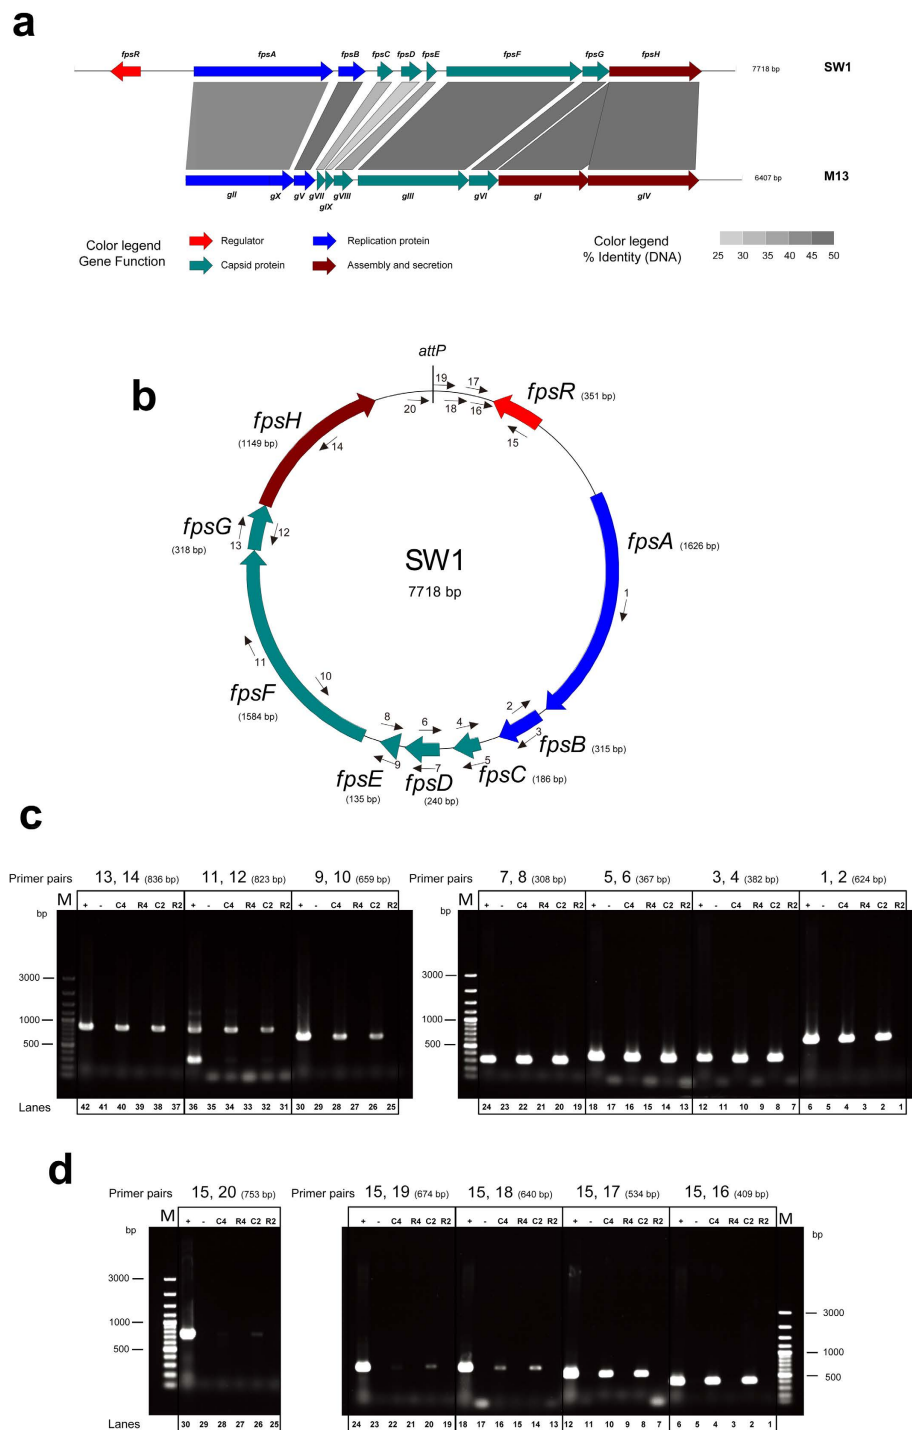 a
fpsR fpsA fpsB fpsC fpsD fpsE fpsF fpsG fpsH
7718 bp SW1
6407 bp M13
gII gX gV gVII gIX gVIII gIII gVI gI gIV
Color legend
Gene Function
Regulator
Replication protein
Capsid protein
Assembly and secretion
Color legend
% Identity (DNA)
25 30 35 40 45 50
b
attP
19 17
20 18 16
15
fpsR (351 bp)
fpsH
(1149 bp)
14
fpsG
(318 bp)
13 12
fpsA (1626 bp)
1
SW1
7718 bp
11
10
fpsF
(1584 bp)
8 6 4 2
9 7 5 3
fpsB (315 bp)
fpsC (186 bp)
fpsD
(240 bp)
fpsE
(135 bp)
c
Primer pairs 13, 14 (836 bp) 11, 12 (823 bp) 9, 10 (659 bp)
M + - C4 R4 C2 R2 + - C4 R4 C2 R2 + - C4 R4 C2 R2
bp
3000
1000
500
Lanes 42 41 40 39 38 37 36 35 34 33 32 31 30 29 28 27 26 25
Primer pairs 7, 8 (308 bp) 5, 6 (367 bp) 3, 4 (382 bp) 1, 2 (624 bp)
M + - C4 R4 C2 R2 + - C4 R4 C2 R2 + - C4 R4 C2 R2 + - C4 R4 C2 R2
bp
3000
1000
500
24 23 22 21 20 19 18 17 16 15 14 13 12 11 10 9 8 7 6 5 4 3 2 1
d
Primer pairs 15, 20 (753 bp)
M + - C4 R4 C2 R2
bp
3000
1000
500
Lanes 30 29 28 27 26 25
Primer pairs 15, 19 (674 bp) 15, 18 (640 bp) 15, 17 (534 bp) 15, 16 (409 bp)
+ - C4 R4 C2 R2 + - C4 R4 C2 R2 + - C4 R4 C2 R2 + - C4 R4 C2 R2 M
bp
3000
1000
500
24 23 22 21 20 19 18 17 16 15 14 13 12 11 10 9 8 7 6 5 4 3 2 1